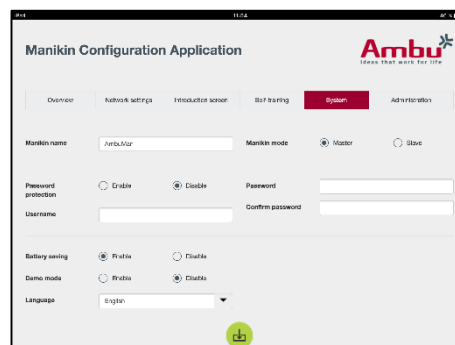 iPad 11:54
Manikin Configuration Application
Ambu
Ideas that work for life
Overview Network settings Introduction screen Self-training System Administration
Manikin name AmbuMan Manikin mode Master Slave
Password protection Enable Disable Password
Username Confirm password
Battery saving Enable Disable
Demo mode Enable Disable
Language English